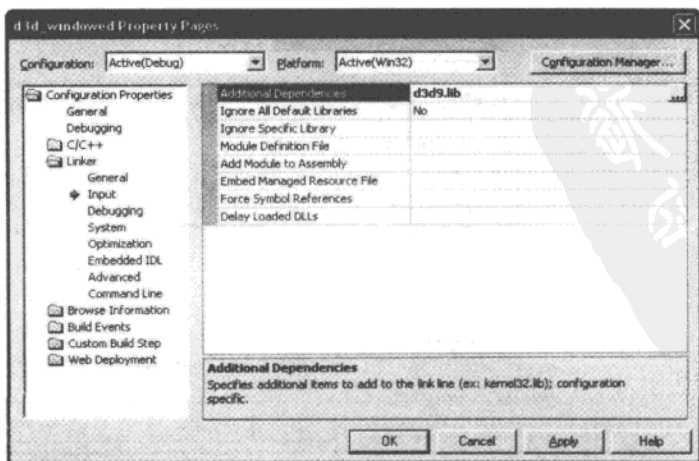 d3d_windowed Property Pages
Configuration: Active(Debug) Platform: Active(Win32) Configuration Manager...
Configuration Properties
General
Debugging
C/C++
Linker
General
Input
Debugging
System
Optimization
Embedded IDL
Advanced
Command Line
Browse Information
Build Events
Custom Build Step
Web Deployment
Additional Dependencies d3d9.lib ...
Ignore All Default Libraries No
Ignore Specific Library
Module Definition File
Add Module to Assembly
Embed Managed Resource File
Force Symbol References
Delay Loaded DLLs
Additional Dependencies
Specifies additional items to add to the link line (ex: kernel32.lib); configuration
specific.
OK Cancel Apply Help